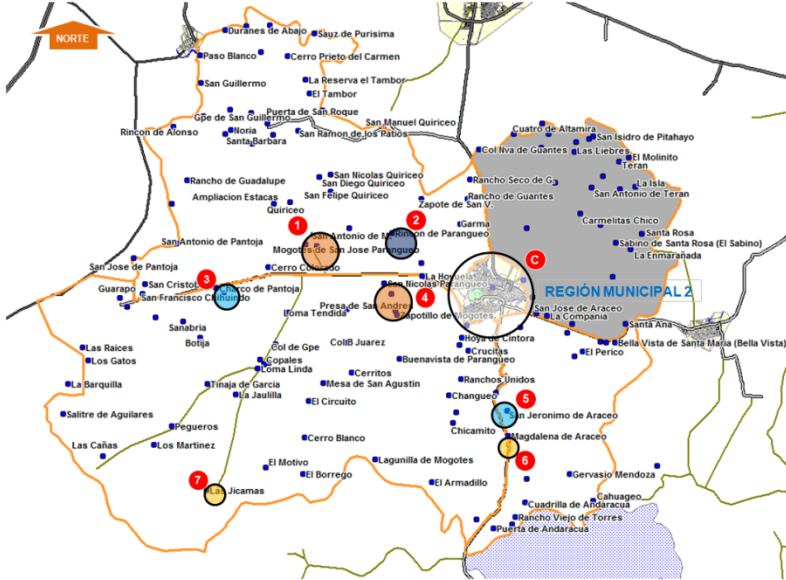 NORTE
Duranes de Abajo
Sauz de Purisima
Paso Blanco
Cerro Prieto del Carmen
San Guillermo
La Reserva el Tambor
El Tambor
Gpe de San Guillermo
Puerta de San Roque
San Manuel Quiriceo
Rincon de Alonso
Noria
San Ramon de los Patios
Santa Barbara
Cuatro de Altamira
San Isidro de Pitahayo
Col Nva de Guantes
Las Liebres
El Molinito
Teran
San Nicolas Quiriceo
Rancho de Guadalupe
San Diego Quiriceo
Rancho Seco de G.
La Isla
Ampliacion Estacas
San Felipe Quiriceo
Rancho de Guantes
San Antonio de Teran
Quiriceo
Zapote de San V.
1
2
Garma
Carmelitas Chico
San Antonio de M
Rincon de Parangueo
Santa Rosa
San Antonio de Pantoja
Mogotes de San Jose Parangueo
Sabino de Santa Rosa (El Sabino)
La Enmarañada
San Jose de Pantoja
Cerro Colorado
C
3
La Hoyuela
San Cristo
Charco de Pantoja
San Nicolas Parangueo
REGIÓN MUNICIPAL 2
Guarapo
San Francisco Chihuindo
4
Loma Tendida
Presa de San Andres
Zapotillo de Mogotes
San Jose de Araceo
La Compania
Sanabria
Santa Ana
Botija
Col B Juarez
Hoya de Cintora
Las Raices
Col de Gpe
Crucitas
El Perico
Bella Vista de Santa Maria (Bella Vista)
Los Gatos
Copales
Buenavista de Parangueo
Loma Linda
Cerritos
La Barquilla
Tinaja de Garcia
Mesa de San Agustin
Ranchos Unidos
La Jaulilla
Changueo
5
Salitre de Aguilares
El Circuito
San Jeronimo de Araceo
Pegueros
Chicamito
Las Cañas
Los Martinez
Cerro Blanco
Magdalena de Araceo
6
7
El Motivo
Lagunilla de Mogotes
El Borrego
Gervasio Mendoza
Las Jicamas
El Armadillo
Cahuageo
Cuadrilla de Andaracua
Rancho Viejo de Torres
Puerta de Andaracua